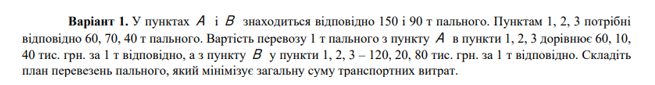 Варіант 1. У пунктах A і B знаходиться відповідно 150 і 90 т пального. Пунктам 1, 2, 3 потрібні
відповідно 60, 70, 40 т пального. Вартість перевозу 1 т пального з пункту A в пункти 1, 2, 3 дорівнює 60, 10,
40 тис. грн. за 1 т відповідно, а з пункту B у пункти 1, 2, 3 – 120, 20, 80 тис. грн. за 1 т відповідно. Складіть
план перевезень пального, який мінімізує загальну суму транспортних витрат.